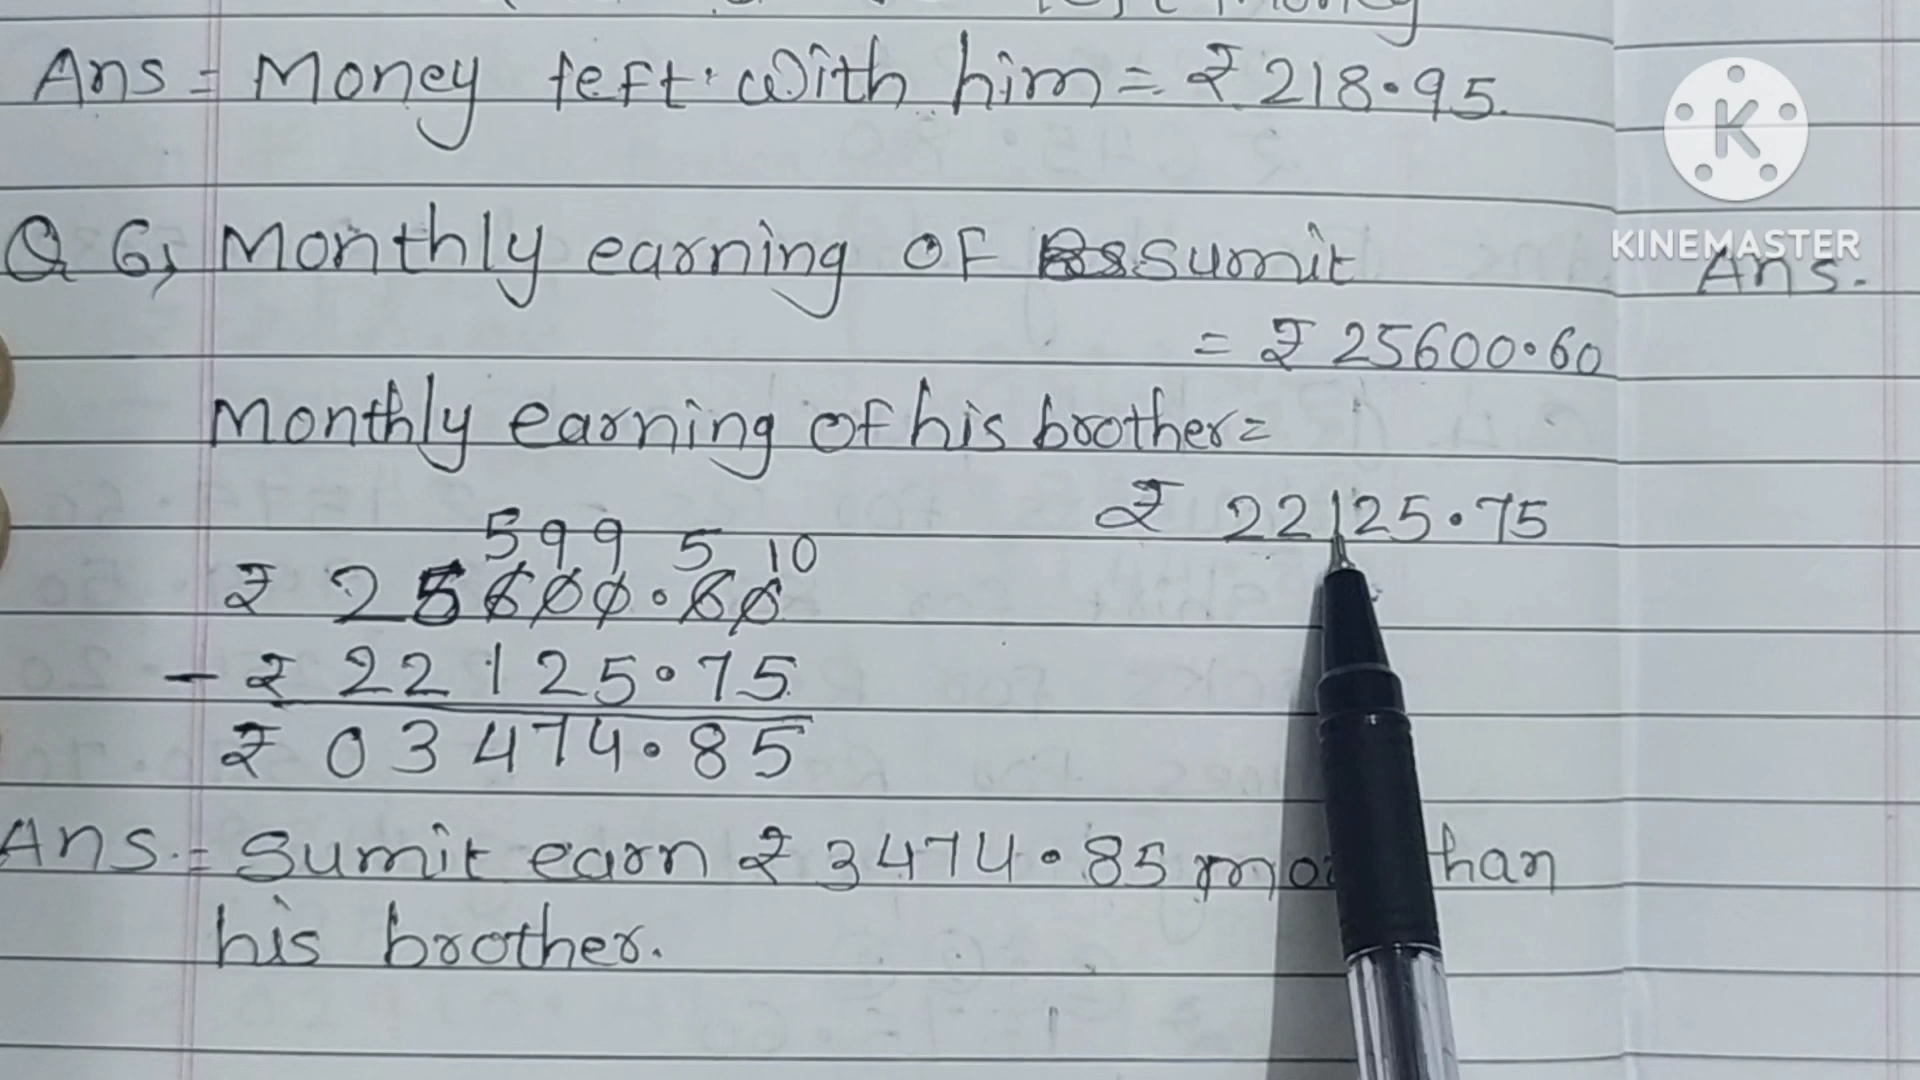 Money
Ans = Money left with him = ₹ 218.95
Q 6, Monthly earning of sumit
= ₹ 25600.60
Monthly earning of his brother =
₹ 22125.75
5 9 9 5 10
₹ 25600.60
- ₹ 22125.75
₹ 03474.85
Ans. = Sumit earn ₹ 3474.85 more than
his brother.
K
KINEMASTER
Ans.